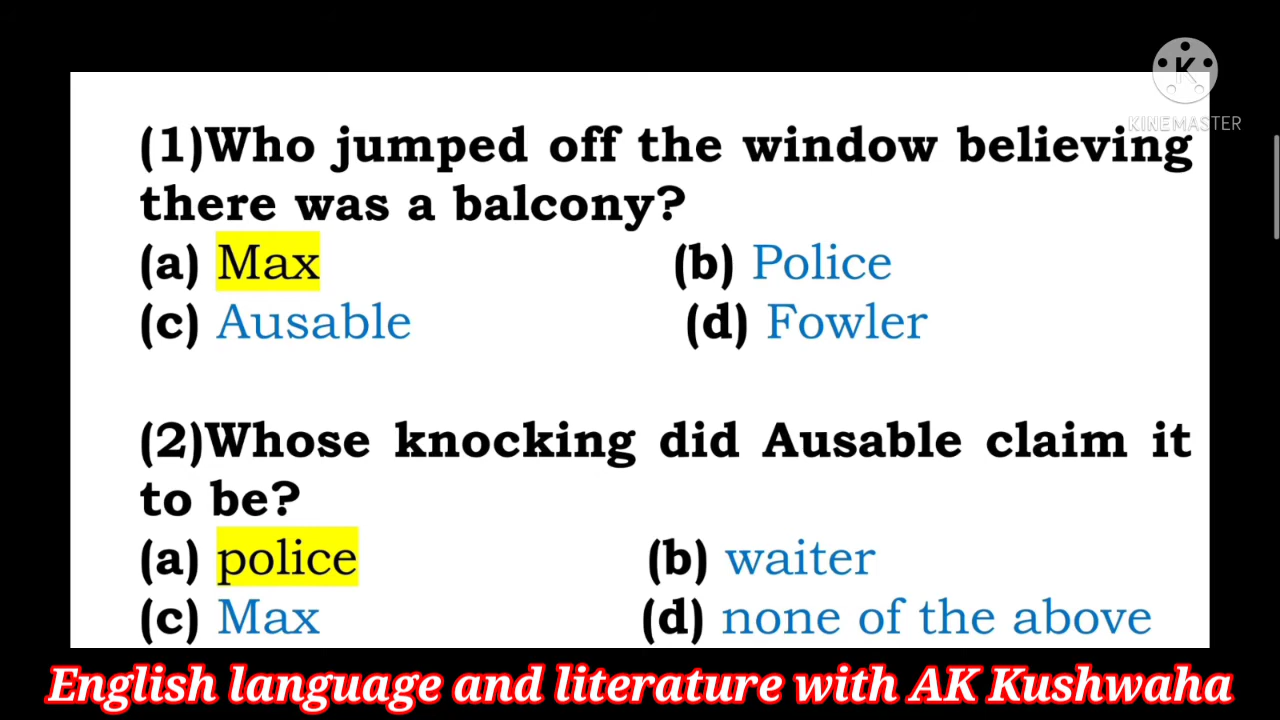 K
KINEMASTER
(1)Who jumped off the window believing
there was a balcony?
(a) Max (b) Police
(c) Ausable (d) Fowler
(2)Whose knocking did Ausable claim it
to be?
(a) police (b) waiter
(c) Max (d) none of the above
English language and literature with AK Kushwaha